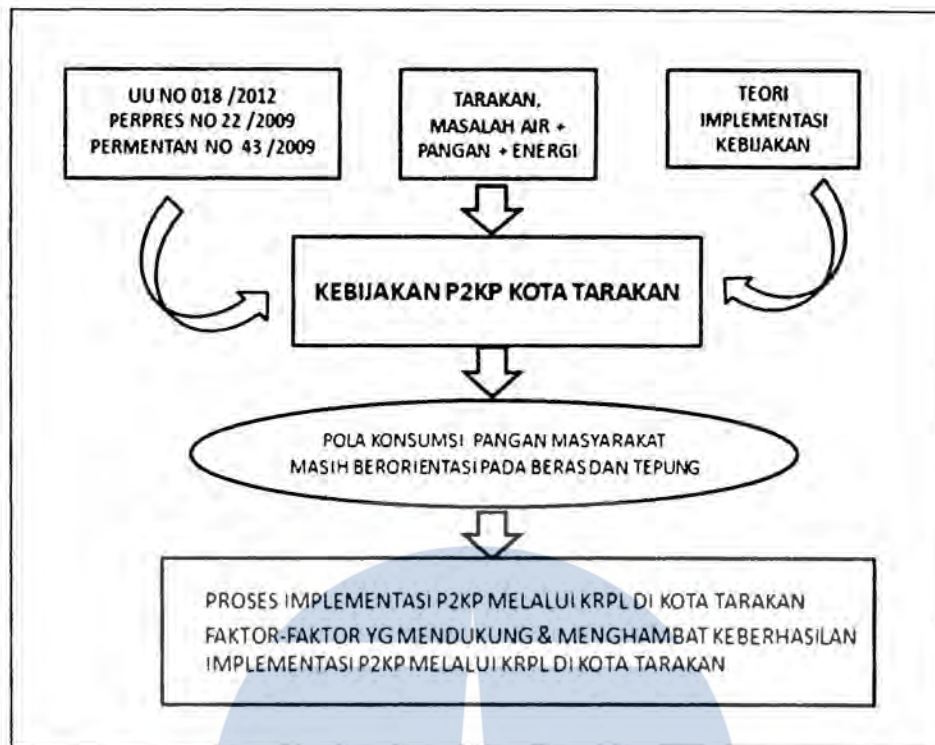 UU NO 018 /2012
PERPRES NO 22 /2009
PERMENTAN NO 43 /2009
TARAKAN,
MASALAH AIR +
PANGAN + ENERGI
TEORI
IMPLEMENTASI
KEBIJAKAN
KEBIJAKAN P2KP KOTA TARAKAN
POLA KONSUMSI PANGAN MASYARAKAT
MASIH BERORIENTASI PADA BERAS DAN TEPUNG
PROSES IMPLEMENTASI P2KP MELALUI KRPL DI KOTA TARAKAN
FAKTOR-FAKTOR YG MENDUKUNG & MENGHAMBAT KEBERHASILAN
IMPLEMENTASI P2KP MELALUI KRPL DI KOTA TARAKAN